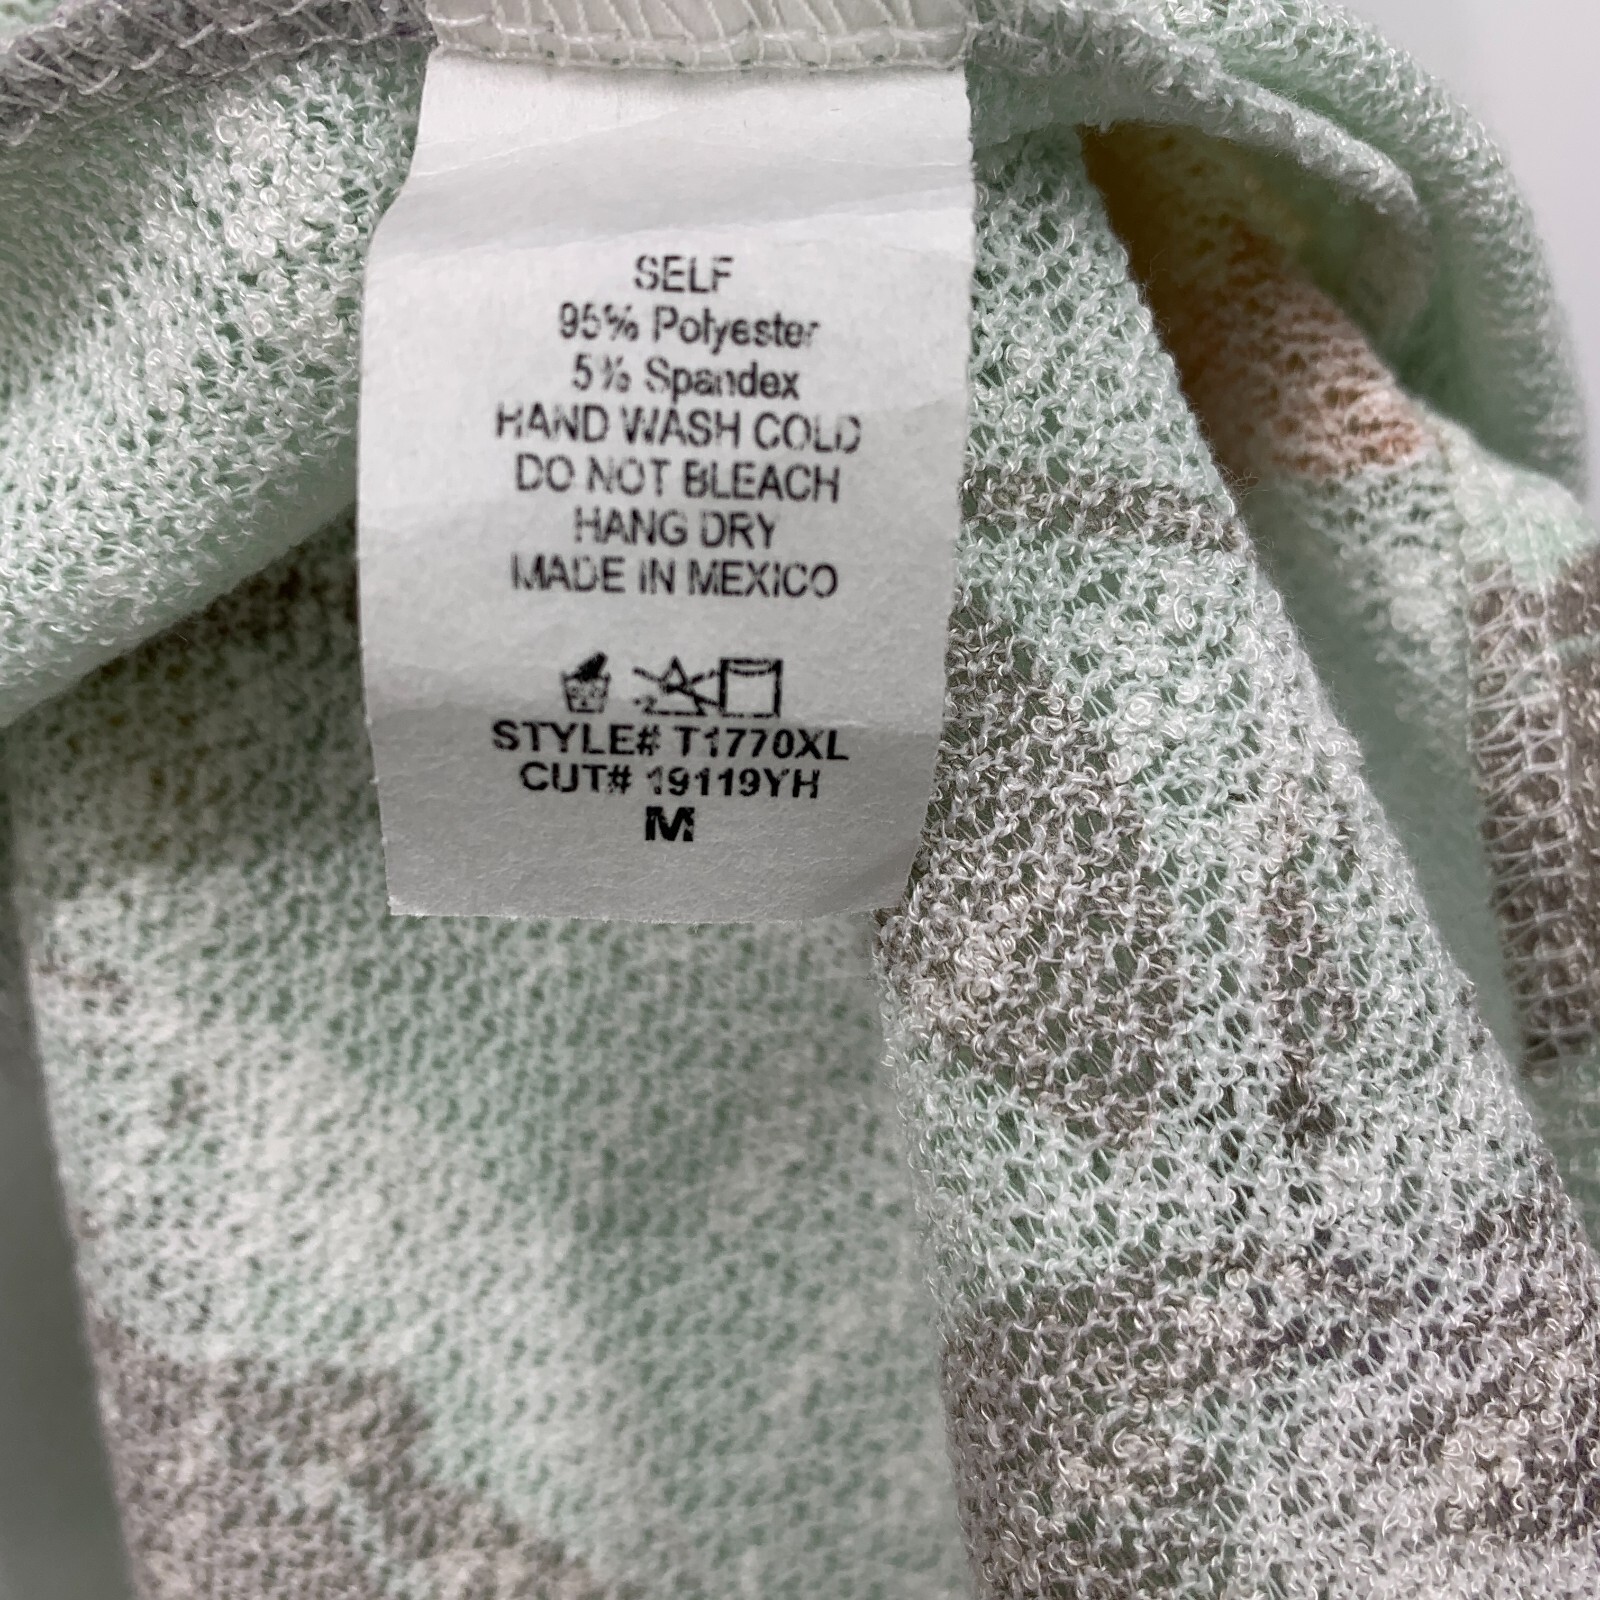 SELF
95% Polyester
5% Spandex
HAND WASH COLD
DO NOT BLEACH
HANG DRY
MADE IN MEXICO
STYLE# T1770XL
CUT# 19119YH
M